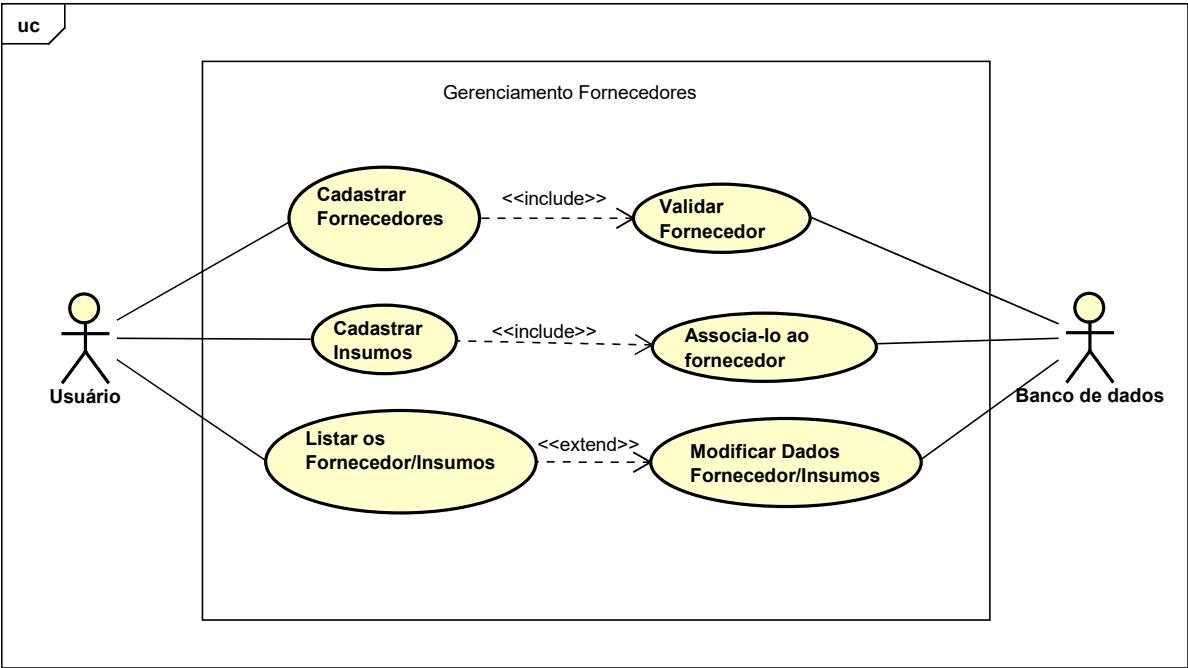 uc
Gerenciamento Fornecedores
Cadastrar
Fornecedores
<<include>>
Validar
Fornecedor
Cadastrar
Insumos
<<include>>
Associa-lo ao
fornecedor
Usuário
Banco de dados
Listar os
Fornecedor/Insumos
<<extend>>
Modificar Dados
Fornecedor/Insumos